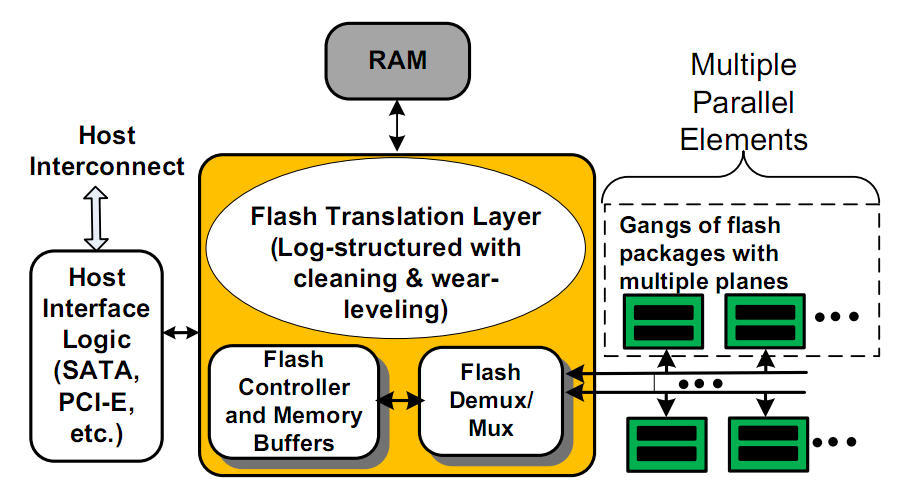 RAM
Multiple
Parallel
Elements
Host
Interconnect
Flash Translation Layer
(Log-structured with
cleaning & wear-
leveling)
Gangs of flash
packages with
multiple planes
Host
Interface
Logic
(SATA,
PCI-E,
etc.)
Flash
Controller
and Memory
Buffers
Flash
Demux/
Mux